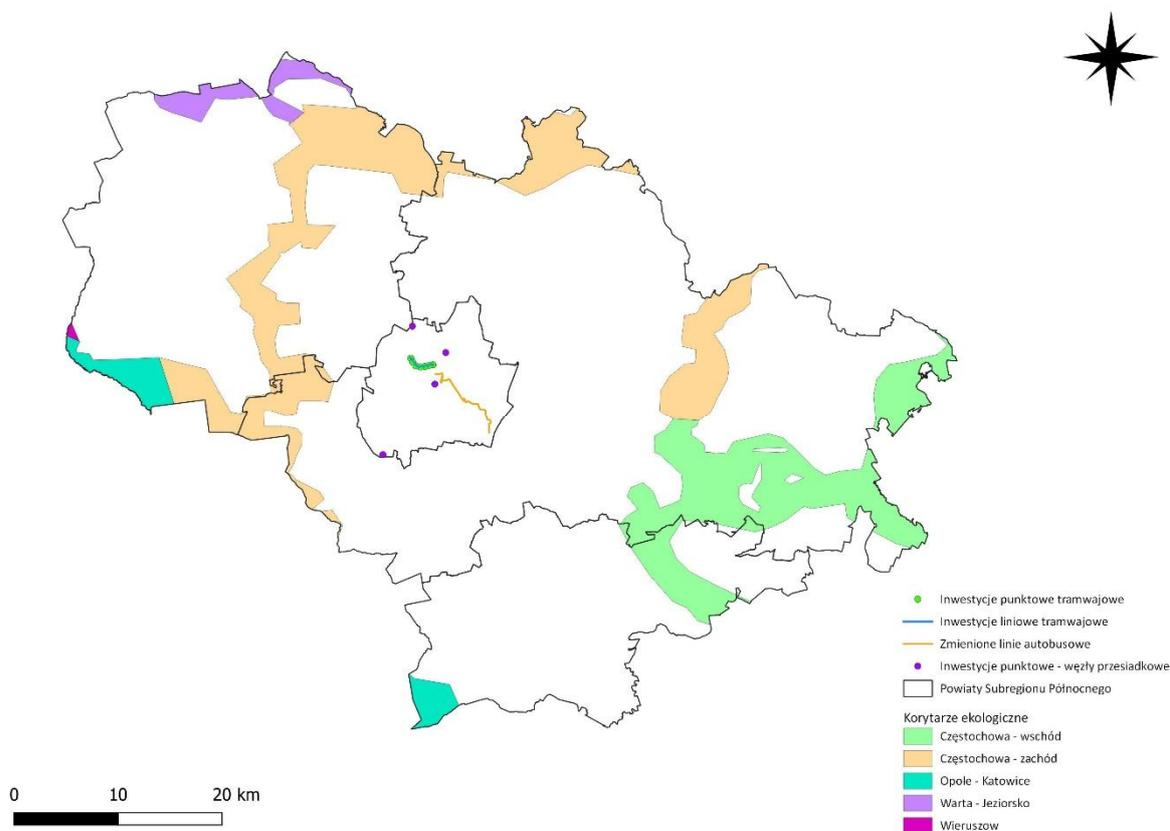 Inwestycje punktowe tramwajowe
Inwestycje liniowe tramwajowe
Zmienione linie autobusowe
Inwestycje punktowe - węzły przesiadkowe
Powiaty Subregionu Północnego
Korytarze ekologiczne
Częstochowa - wschód
Częstochowa - zachód
Opole - Katowice
Warta - Jeziorsko
Wieruszow
0 10 20 km